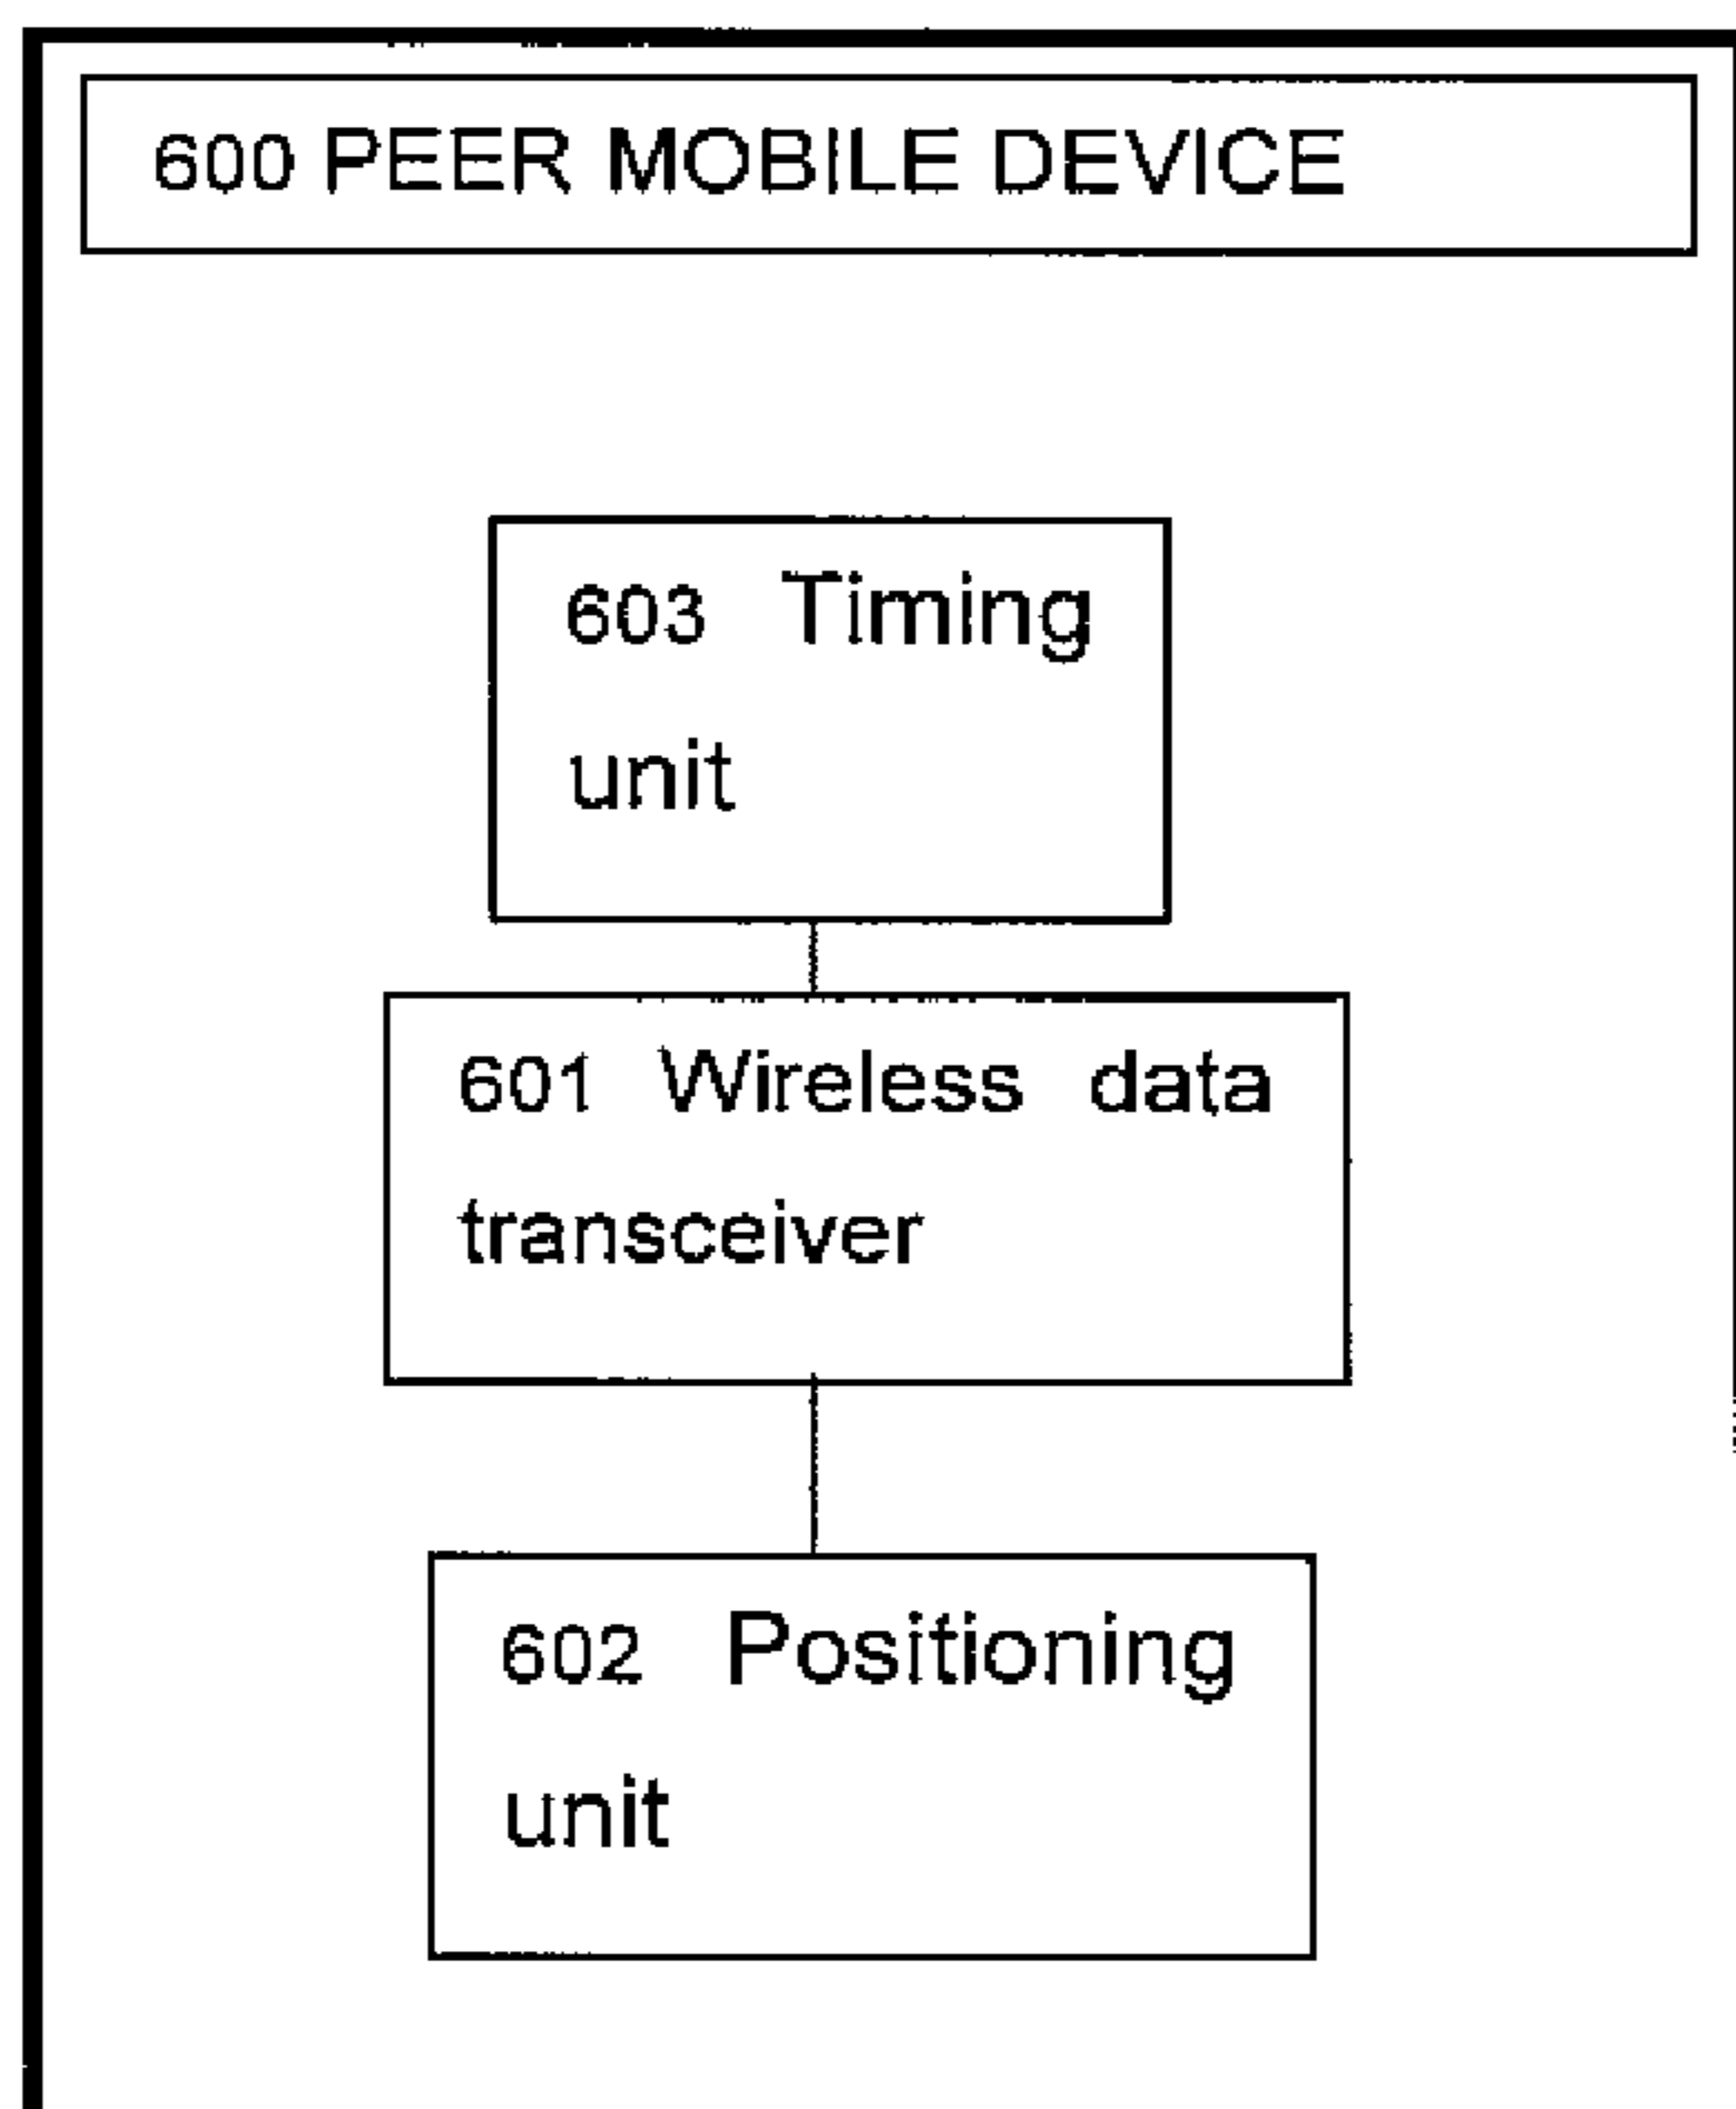 600 PEER MOBILE DEVICE
603 Timing
unit
601 Wireless data
transceiver
602 Positioning
unit